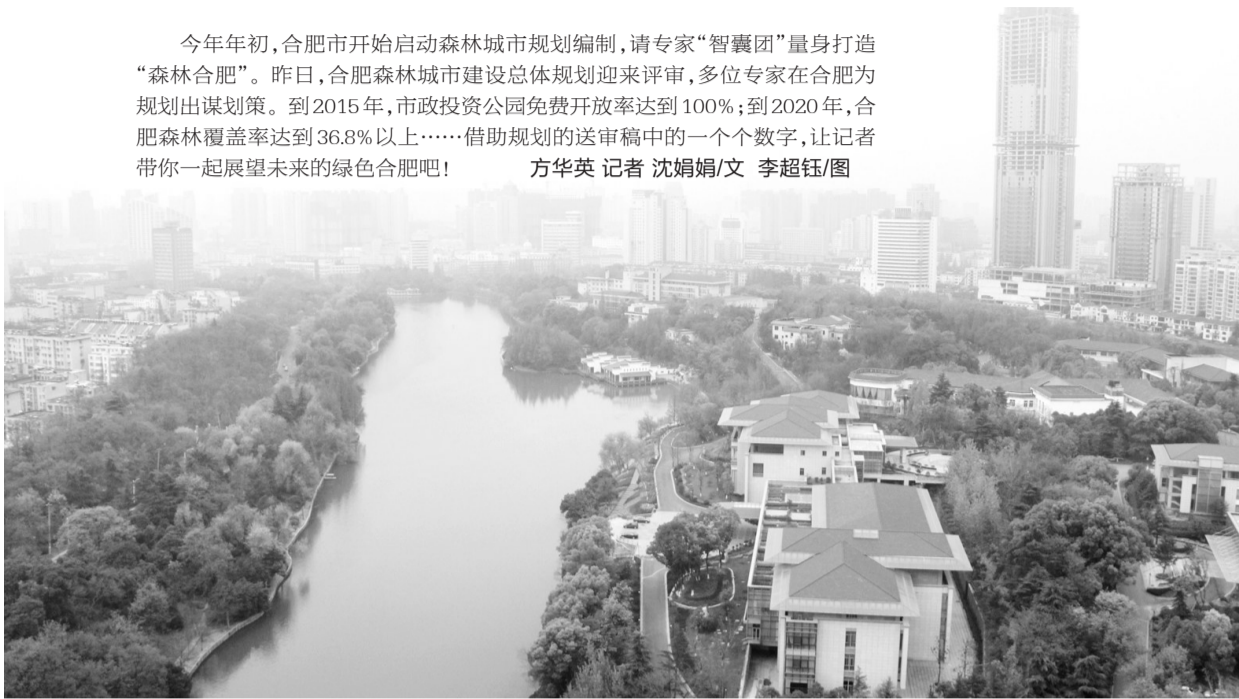 今年年初,合肥市开始启动森林城市规划编制,请专家“智囊团”量身打造
“森林合肥”。昨日,合肥森林城市建设总体规划迎来评审,多位专家在合肥为
规划出谋划策。到2015年,市政投资公园免费开放率达到100%;到2020年,合
肥森林覆盖率达到36.8%以上……借助规划的送审稿中的一个个数字,让记者
带你一起展望未来的绿色合肥吧! 方华英 记者 沈娟娟/文 李超钰/图